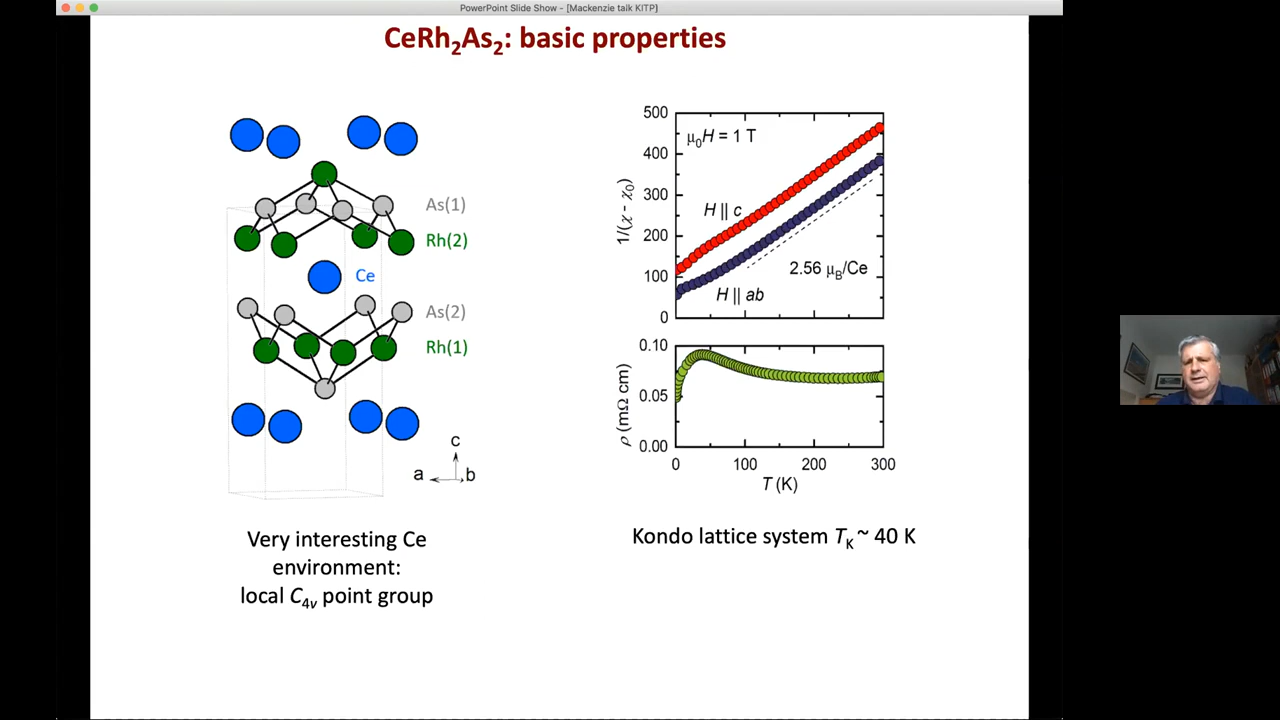 PowerPoint Slide Show - [Mackenzie talk KITP]
CeRh₂As₂: basic properties
As(1)
Rh(2)
Ce
As(2)
Rh(1)
c
a
b
Very interesting Ce
environment:
local C₄ᵥ point group
500
400
300
200
100
0
1/(χ - χ₀)
μ₀H = 1 T
H || c
2.56 μB/Ce
H || ab
0.10
0.05
0.00
ρ (mΩ cm)
0
100
200
300
T (K)
Kondo lattice system TK ~ 40 K